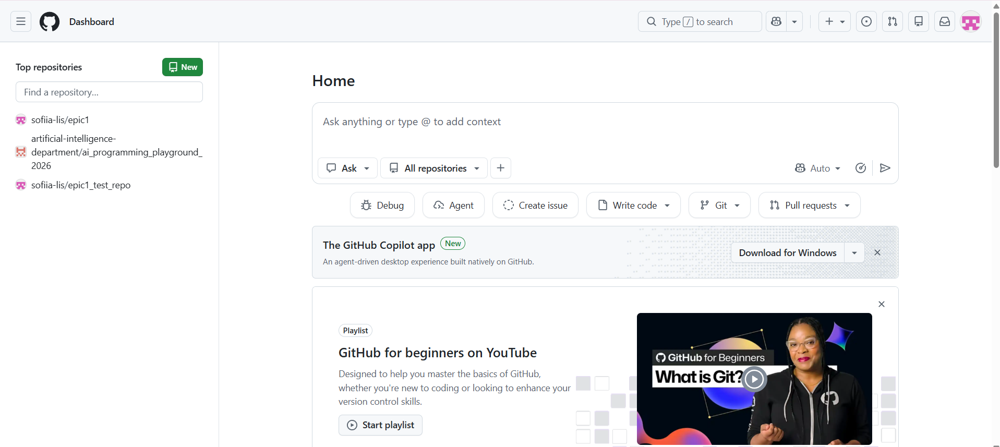 Dashboard
Type / to search
Top repositories
New
Find a repository...
sofiia-lis/epic1
artificial-intelligence-
department/ai_programming_playground_
2026
sofiia-lis/epic1_test_repo
Home
Ask anything or type @ to add context
Ask
All repositories
Auto
Debug
Agent
Create issue
Write code
Git
Pull requests
The GitHub Copilot app New
An agent-driven desktop experience built natively on GitHub.
Download for Windows
Playlist
GitHub for beginners on YouTube
Designed to help you master the basics of GitHub,
whether you're new to coding or looking to enhance your
version control skills.
Start playlist
GitHub for Beginners
What is Git?